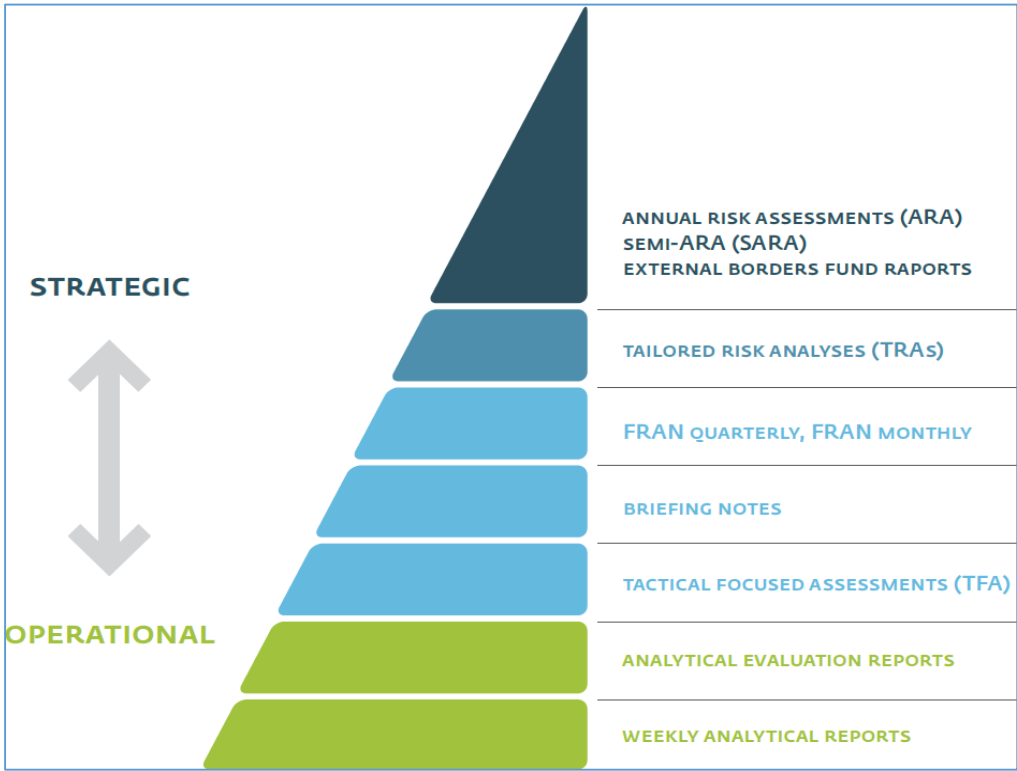 ANNUAL RISK ASSESSMENTS (ARA)
SEMI-ARA (SARA)
EXTERNAL BORDERS FUND RAPORTS
STRATEGIC
TAILORED RISK ANALYSES (TRAs)
FRAN QUARTERLY, FRAN MONTHLY
BRIEFING NOTES
TACTICAL FOCUSED ASSESSMENTS (TFA)
OPERATIONAL
ANALYTICAL EVALUATION REPORTS
WEEKLY ANALYTICAL REPORTS